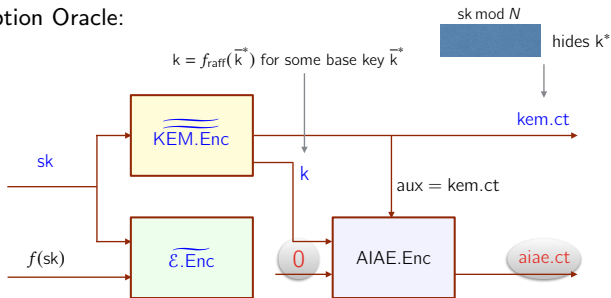 ption Oracle:
sk mod N
hides k*
k = f_raff(k̅*) for some base key k̅*
KEM.Enc
kem.ct
sk
k
aux = kem.ct
f(sk)
ℰ.Enc
0
AIAE.Enc
aiae.ct